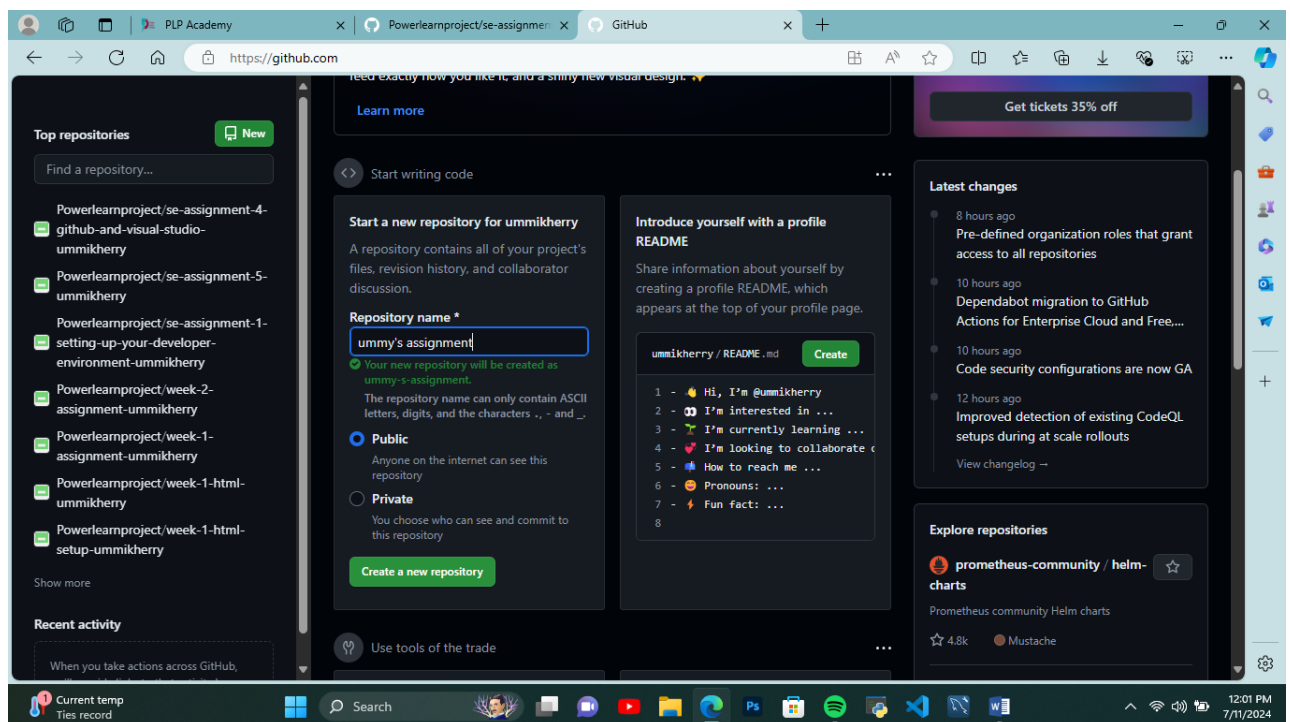 PLP Academy
Powerlearnproject/se-assignmen
GitHub
https://github.com
feed exactly how you like it, and a shiny new visual design. ✨
Learn more
Get tickets 35% off
Top repositories
New
Find a repository...
Powerlearnproject/se-assignment-4-
github-and-visual-studio-
ummikherry
Powerlearnproject/se-assignment-5-
ummikherry
Powerlearnproject/se-assignment-1-
setting-up-your-developer-
environment-ummikherry
Powerlearnproject/week-2-
assignment-ummikherry
Powerlearnproject/week-1-
assignment-ummikherry
Powerlearnproject/week-1-html-
ummikherry
Powerlearnproject/week-1-html-
setup-ummikherry
Show more
Recent activity
When you take actions across GitHub,
Start writing code
Start a new repository for ummikherry
A repository contains all of your project's
files, revision history, and collaborator
discussion.
Repository name *
ummy's assignment
Your new repository will be created as
ummy-s-assignment.
The repository name can only contain ASCII
letters, digits, and the characters ., - and _.
Public
Anyone on the internet can see this
repository
Private
You choose who can see and commit to
this repository
Create a new repository
Introduce yourself with a profile
README
Share information about yourself by
creating a profile README, which
appears at the top of your profile page.
ummikherry / README.md
Create
1 - 👋 Hi, I'm @ummikherry
2 - 👀 I'm interested in ...
3 - 🌱 I'm currently learning ...
4 - 💞️ I'm looking to collaborate o
5 - 📫 How to reach me ...
6 - 😄 Pronouns: ...
7 - ⚡ Fun fact: ...
8
Use tools of the trade
Latest changes
8 hours ago
Pre-defined organization roles that grant
access to all repositories
10 hours ago
Dependabot migration to GitHub
Actions for Enterprise Cloud and Free,...
10 hours ago
Code security configurations are now GA
12 hours ago
Improved detection of existing CodeQL
setups during at scale rollouts
View changelog →
Explore repositories
prometheus-community / helm-
charts
Prometheus community Helm charts
4.8k
Mustache
1
Current temp
Ties record
Search
Ps
12:01 PM
7/11/2024